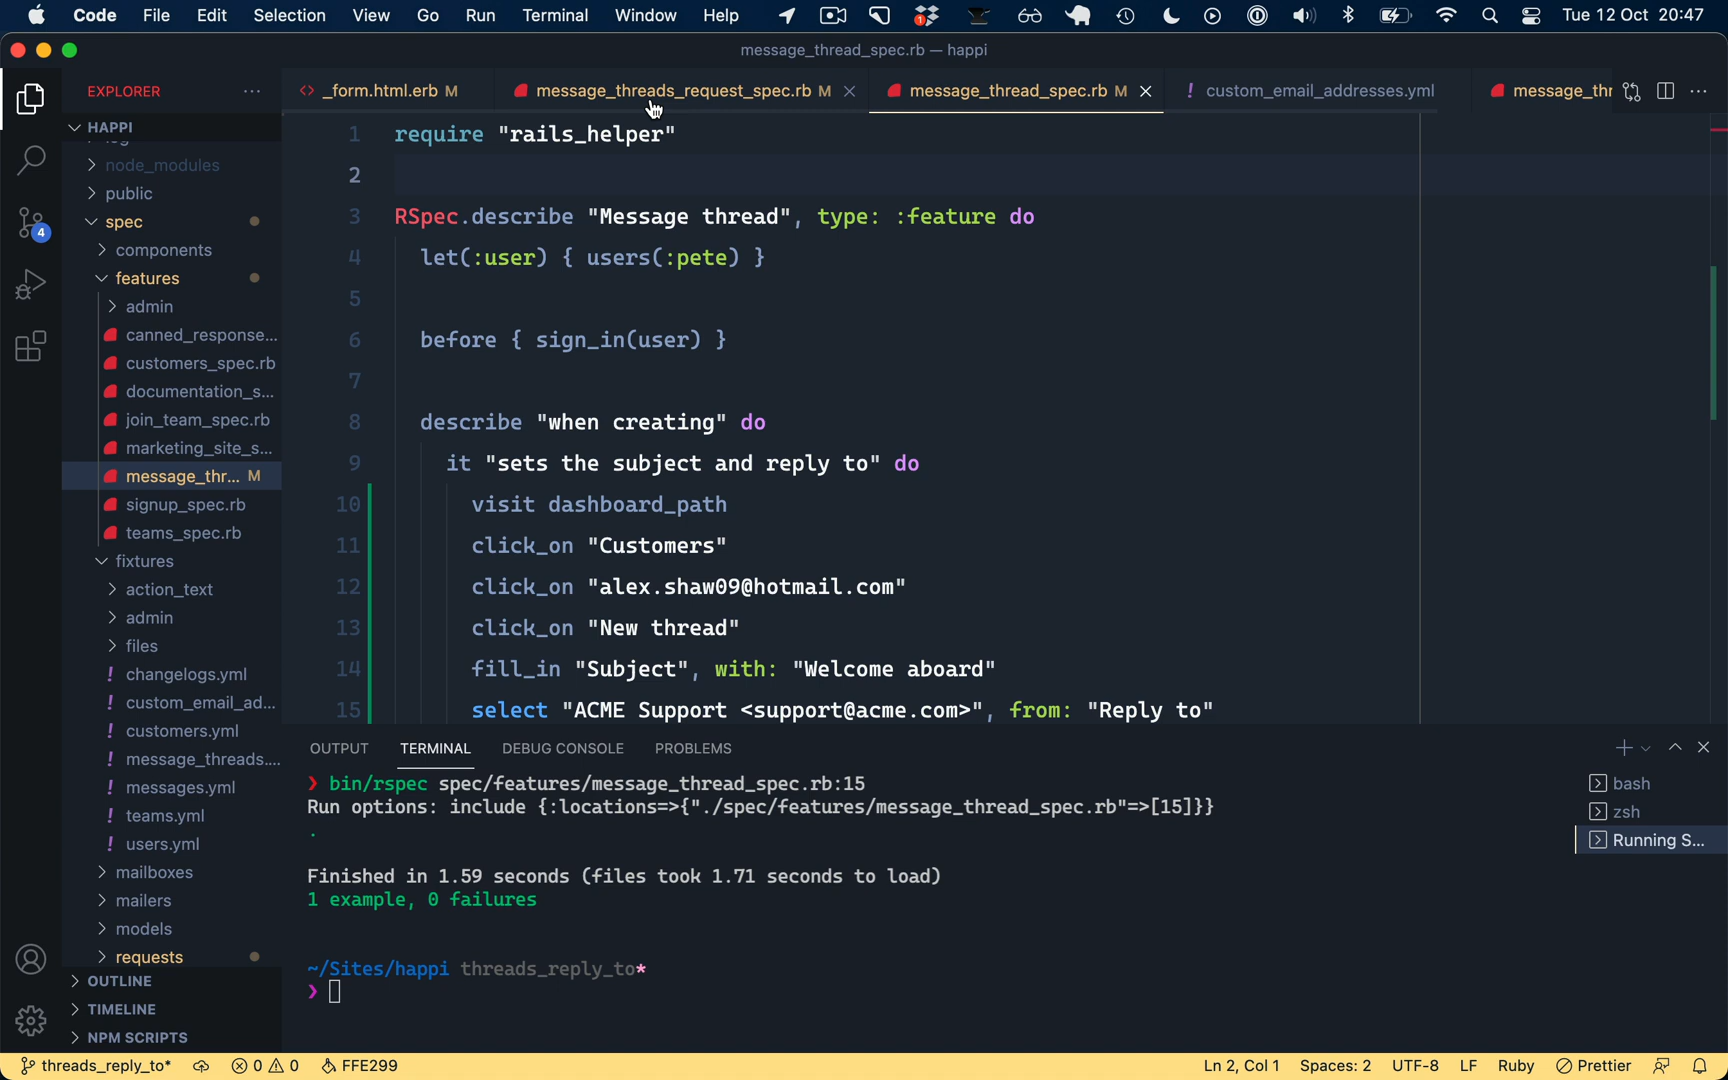 Code File Edit Selection View Go Run Terminal Window Help 1 Tue 12 Oct 20:47
message_thread_spec.rb — happi
EXPLORER ···
<> _form.html.erb M
message_threads_request_spec.rb M
message_thread_spec.rb M
! custom_email_addresses.yml
message_thr
HAPPI
node_modules
public
spec
components
features
admin
canned_response...
customers_spec.rb
documentation_s...
join_team_spec.rb
marketing_site_s...
message_thr... M
signup_spec.rb
teams_spec.rb
fixtures
action_text
admin
files
! changelogs.yml
! custom_email_ad...
! customers.yml
! message_threads....
! messages.yml
! teams.yml
! users.yml
mailboxes
mailers
models
requests
OUTLINE
TIMELINE
NPM SCRIPTS
4
1 require "rails_helper"
2
3 RSpec.describe "Message thread", type: :feature do
4 let(:user) { users(:pete) }
5
6 before { sign_in(user) }
7
8 describe "when creating" do
9 it "sets the subject and reply to" do
10 visit dashboard_path
11 click_on "Customers"
12 click_on "alex.shaw09@hotmail.com"
13 click_on "New thread"
14 fill_in "Subject", with: "Welcome aboard"
15 select "ACME Support <support@acme.com>", from: "Reply to"
OUTPUT TERMINAL DEBUG CONSOLE PROBLEMS
❯ bin/rspec spec/features/message_thread_spec.rb:15
Run options: include {:locations=>{"./spec/features/message_thread_spec.rb"=>[15]}}
.
Finished in 1.59 seconds (files took 1.71 seconds to load)
1 example, 0 failures
~/Sites/happi threads_reply_to*
❯
bash
zsh
Running S...
threads_reply_to* 0 0 FFE299 Ln 2, Col 1 Spaces: 2 UTF-8 LF Ruby Prettier